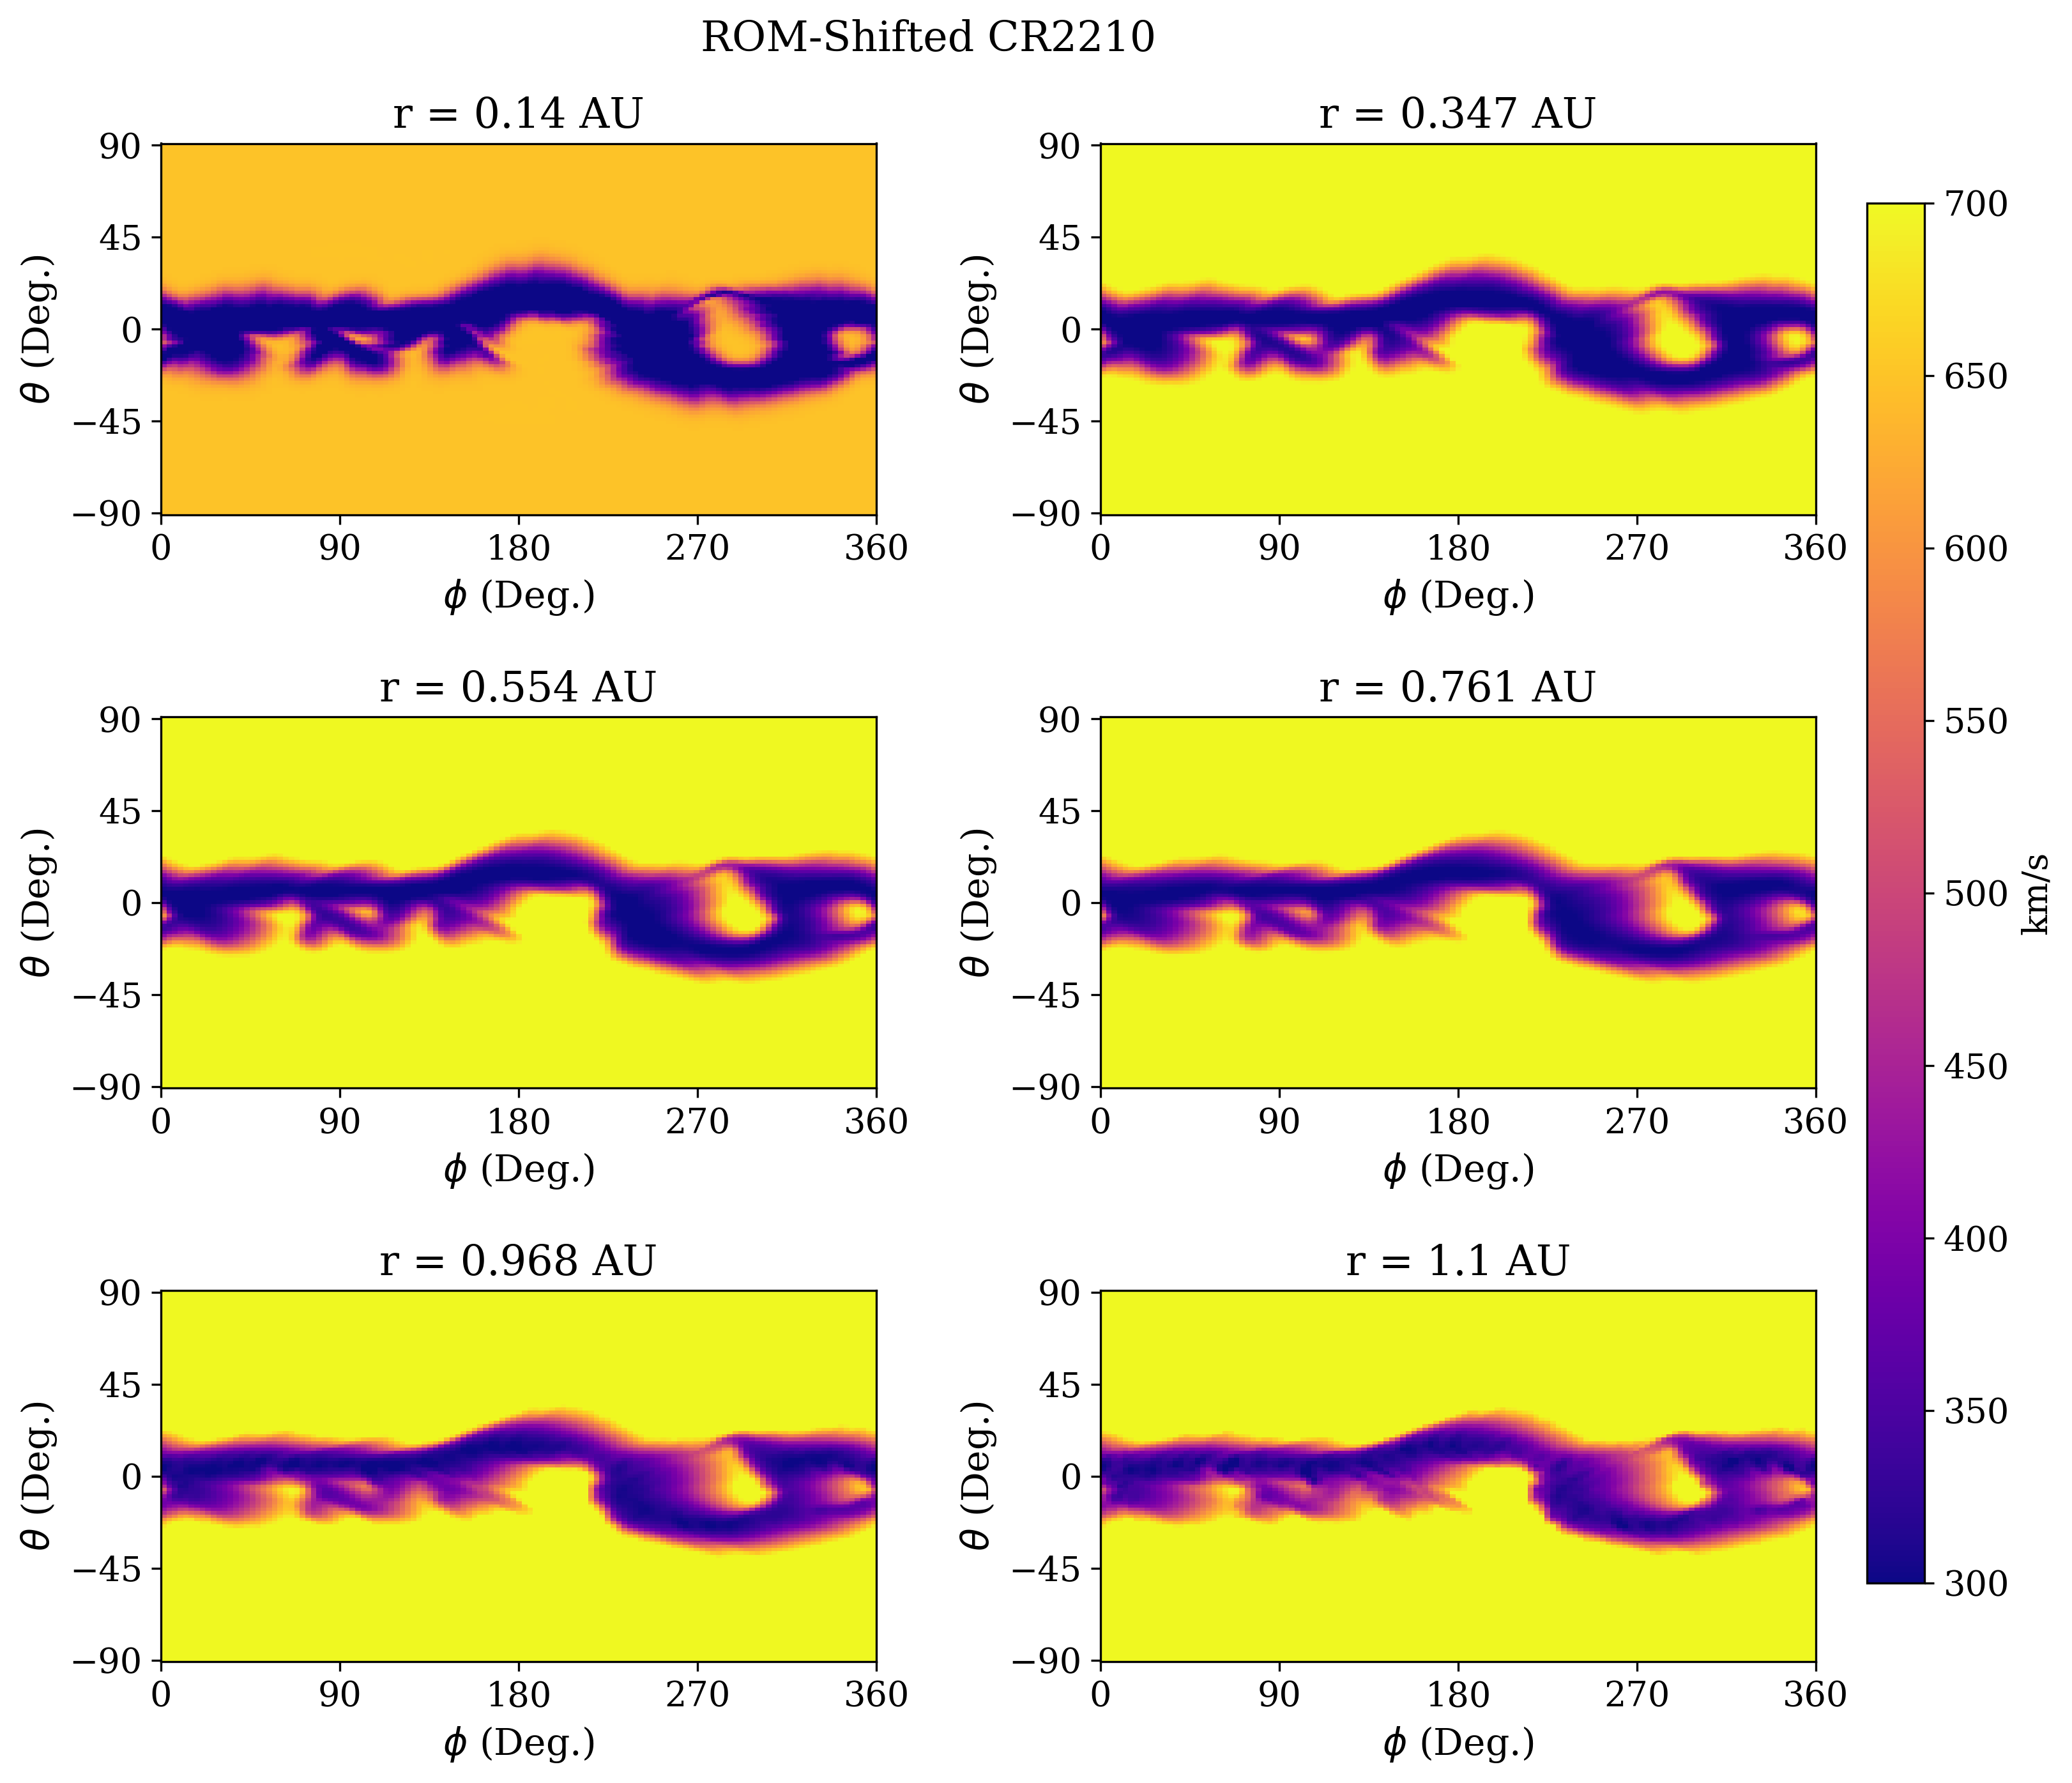 ROM-Shifted CR2210
r = 0.14 AU
90
45
0
−45
−90
θ (Deg.)
0 90 180 270 360
ϕ (Deg.)
r = 0.347 AU
90
45
0
−45
−90
θ (Deg.)
0 90 180 270 360
ϕ (Deg.)
r = 0.554 AU
90
45
0
−45
−90
θ (Deg.)
0 90 180 270 360
ϕ (Deg.)
r = 0.761 AU
90
45
0
−45
−90
θ (Deg.)
0 90 180 270 360
ϕ (Deg.)
r = 0.968 AU
90
45
0
−45
−90
θ (Deg.)
0 90 180 270 360
ϕ (Deg.)
r = 1.1 AU
90
45
0
−45
−90
θ (Deg.)
0 90 180 270 360
ϕ (Deg.)
700
650
600
550
500
450
400
350
300
km/s